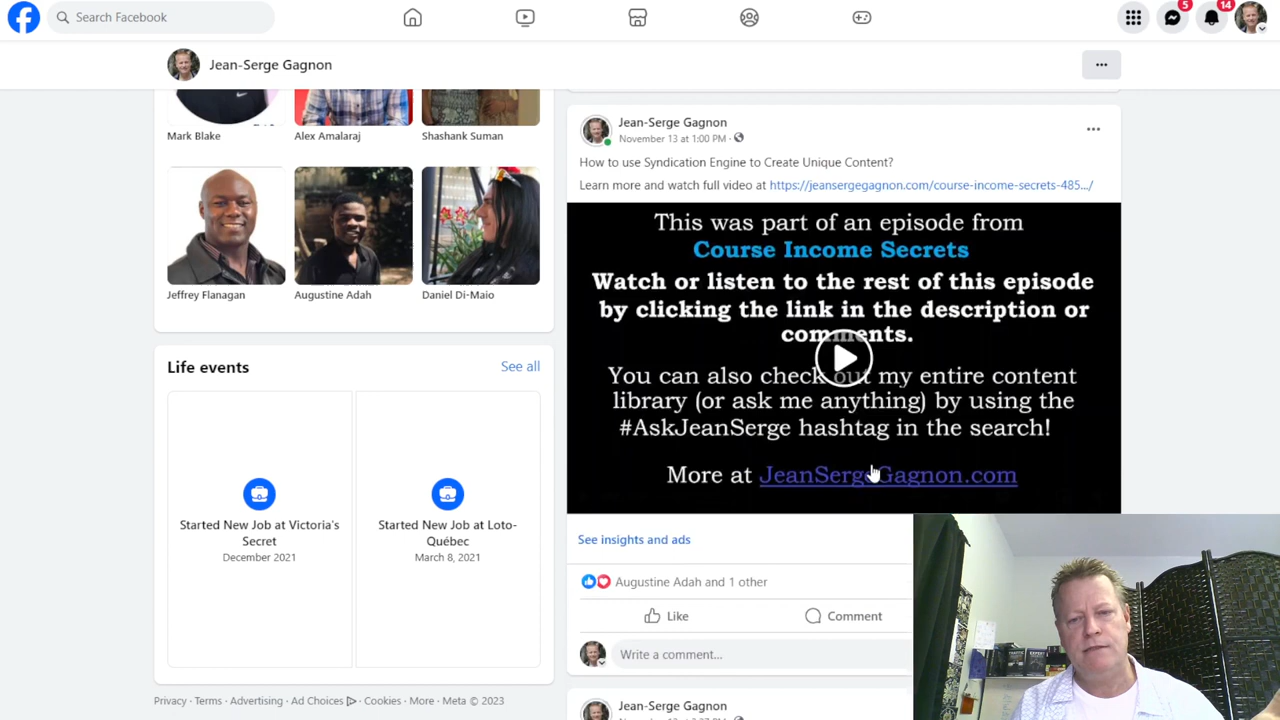 Search Facebook
5
14
Jean-Serge Gagnon
Mark Blake
Alex Amalaraj
Shashank Suman
Jeffrey Flanagan
Augustine Adah
Daniel Di-Maio
Life events
See all
Started New Job at Victoria's
Secret
December 2021
Started New Job at Loto-
Québec
March 8, 2021
Privacy · Terms · Advertising · Ad Choices · Cookies · More · Meta © 2023
Jean-Serge Gagnon
November 13 at 1:00 PM ·
How to use Syndication Engine to Create Unique Content?
Learn more and watch full video at https://jeansergegagnon.com/course-income-secrets-485.../
This was part of an episode from
Course Income Secrets
Watch or listen to the rest of this episode
by clicking the link in the description or
comments.
You can also check out my entire content
library (or ask me anything) by using the
#AskJeanSerge hashtag in the search!
More at JeanSergeGagnon.com
See insights and ads
Augustine Adah and 1 other
Like
Comment
Write a comment...
Jean-Serge Gagnon